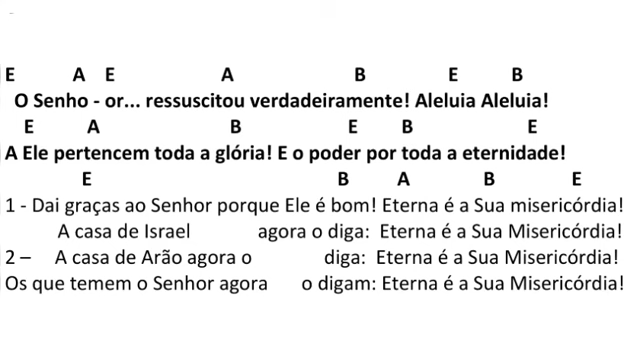 E A E A B E B
O Senho - or... ressuscitou verdadeiramente! Aleluia Aleluia!
E A B E B E
A Ele pertencem toda a glória! E o poder por toda a eternidade!
E B A B E
1 - Dai graças ao Senhor porque Ele é bom! Eterna é a Sua misericórdia!
A casa de Israel agora o diga: Eterna é a Sua Misericórdia!
2 – A casa de Arão agora o diga: Eterna é a Sua Misericórdia!
Os que temem o Senhor agora o digam: Eterna é a Sua Misericórdia!